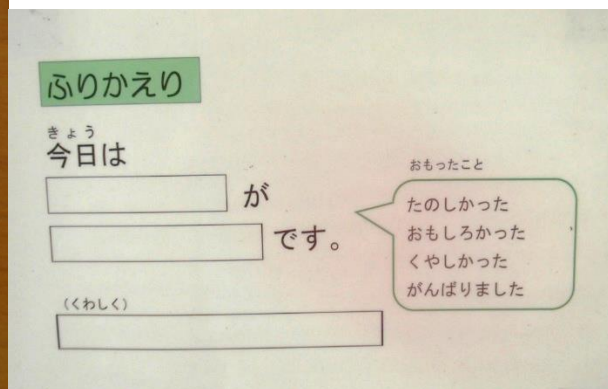 ふりかえり
きょう
今日は
が
です。
おもったこと
たのしかった
おもしろかった
くやしかった
がんばりました
(くわしく)